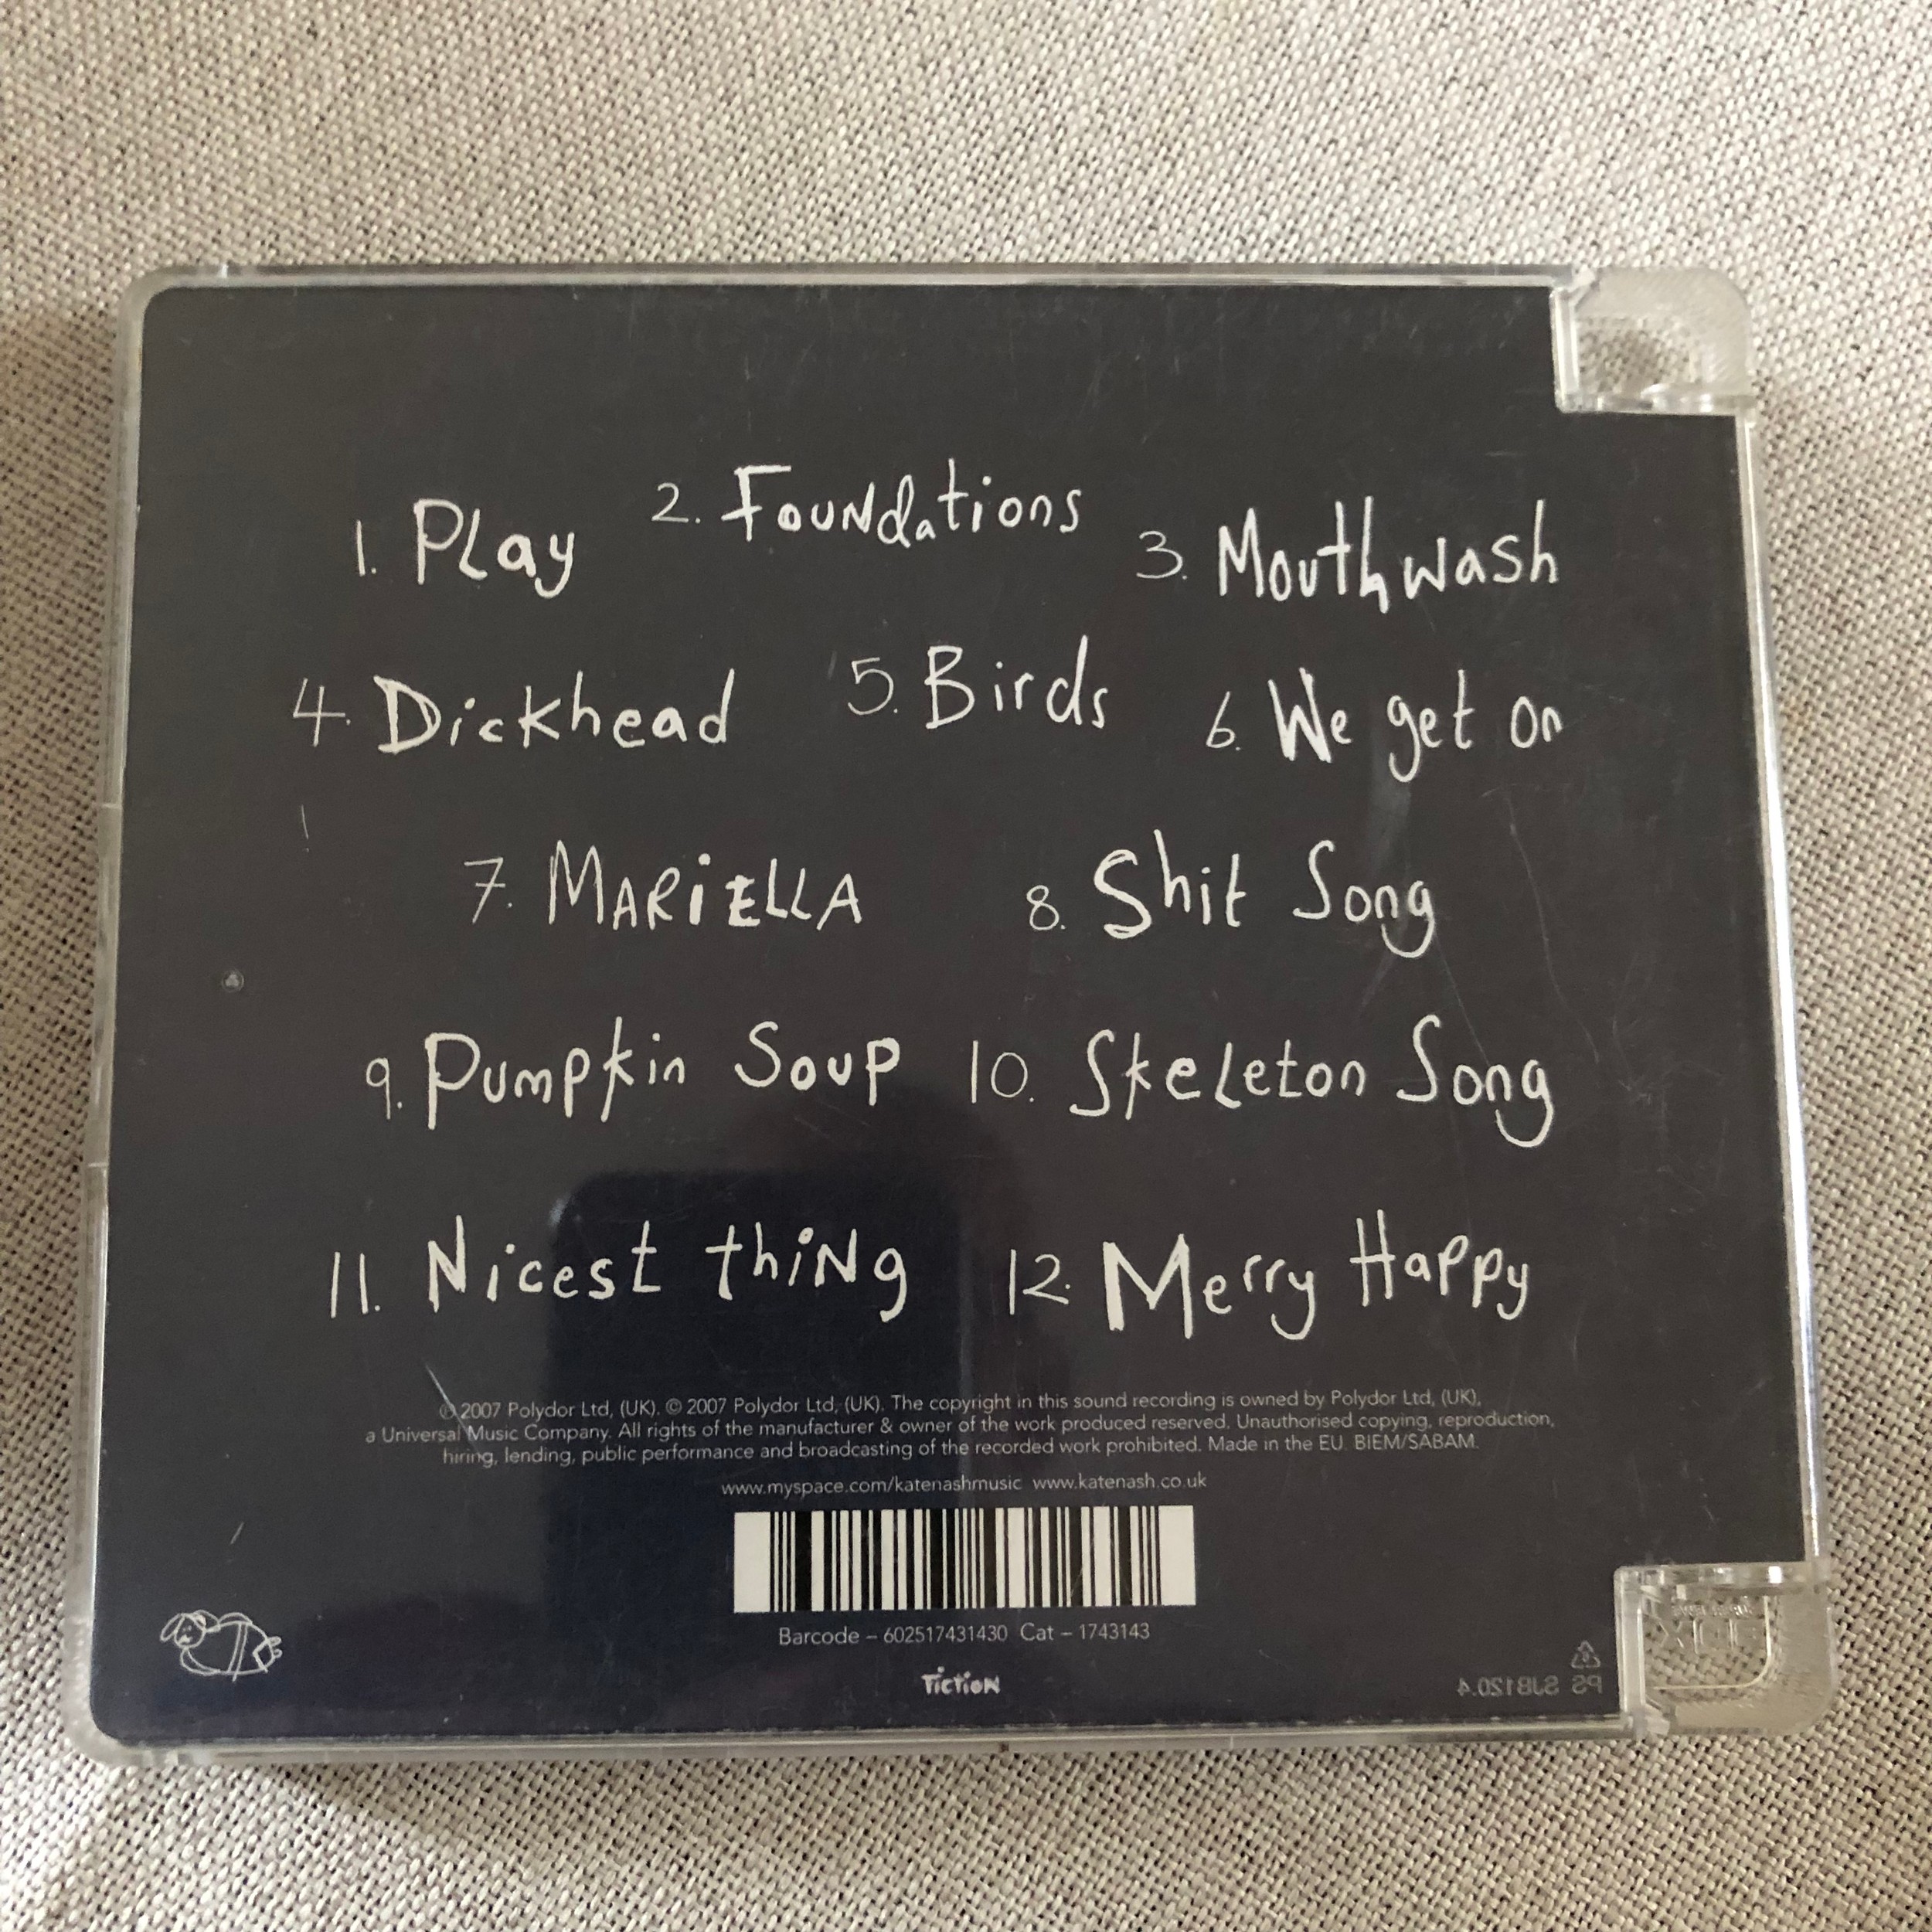 1. Play 2. Foundations 3. Mouthwash
4. Dickhead 5. Birds 6. We get on
7. MARiELLA 8. Shit Song
9. Pumpkin Soup 10. Skeleton Song
11. Nicest thiNg 12. Merry Happy
℗ 2007 Polydor Ltd, (UK). © 2007 Polydor Ltd, (UK). The copyright in this sound recording is owned by Polydor Ltd, (UK),
a Universal Music Company. All rights of the manufacturer & owner of the work produced reserved. Unauthorised copying, reproduction,
hiring, lending, public performance and broadcasting of the recorded work prohibited. Made in the EU. BIEM/SABAM.
www.myspace.com/katenashmusic www.katenash.co.uk
Barcode – 602517431430 Cat – 1743143
FictioN
PS SJB120.4